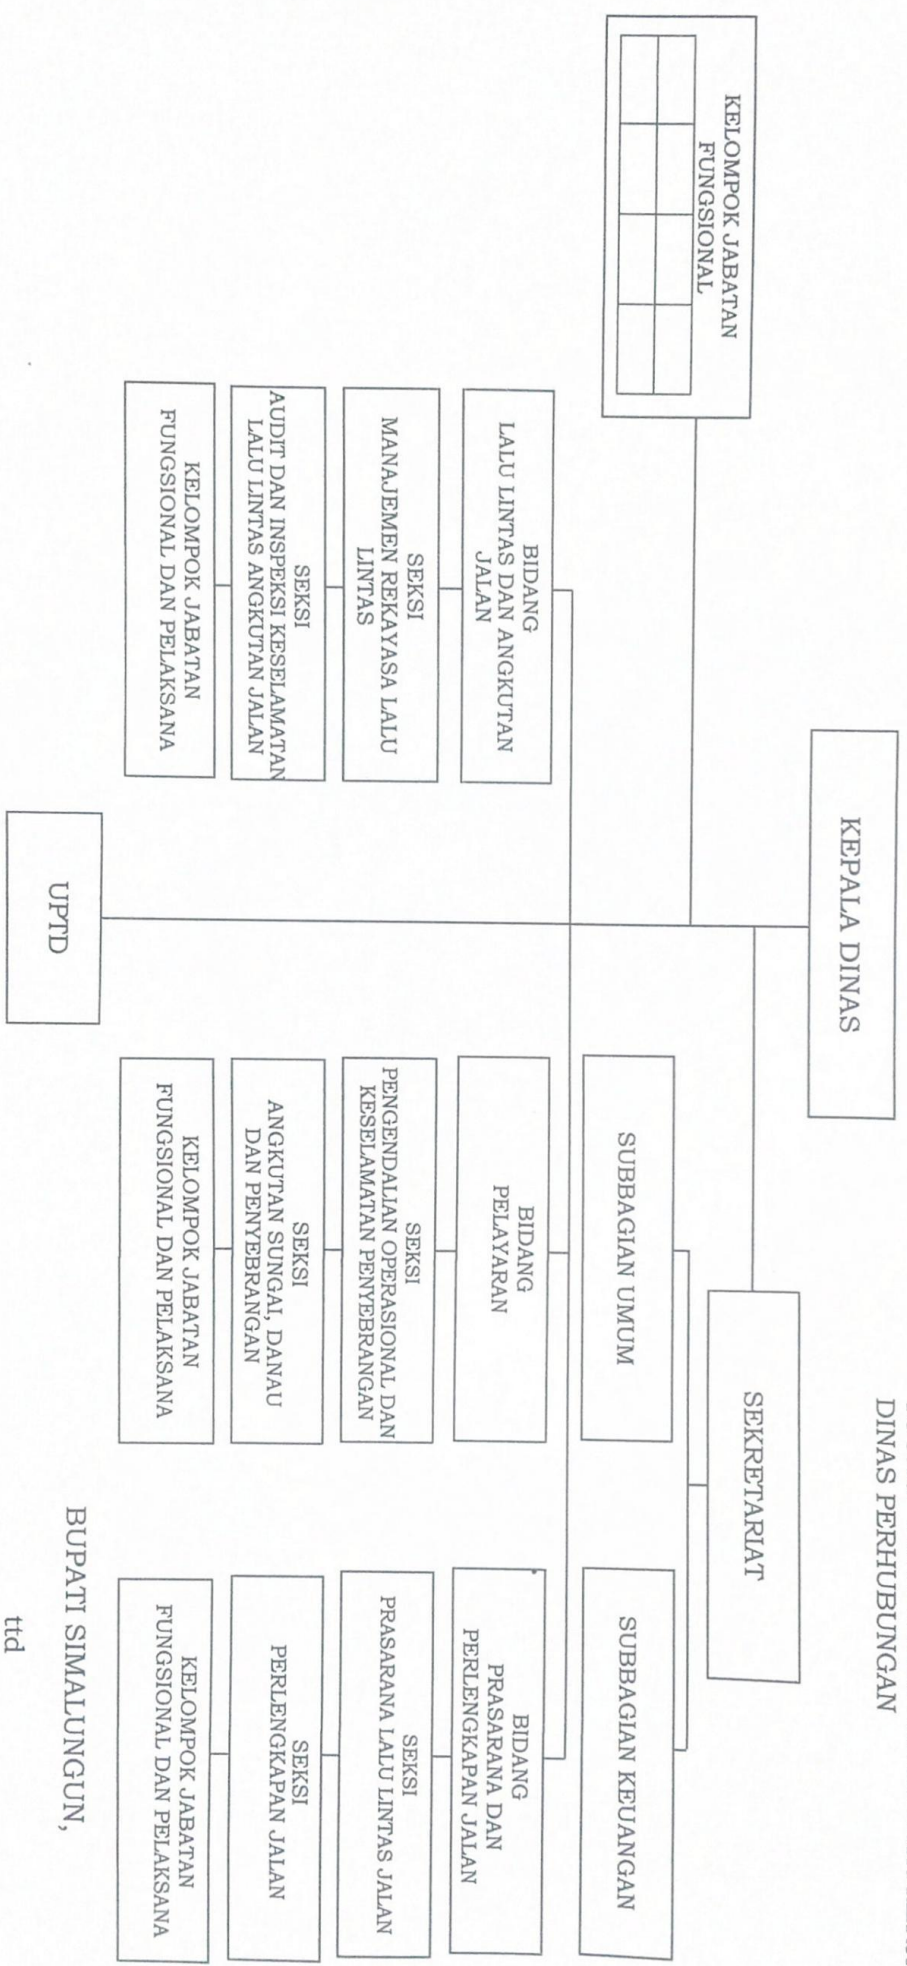 DINAS PERHUBUNGAN
KEPALA DINAS
SEKRETARIAT
KELOMPOK JABATAN
FUNGSIONAL
SUBBAGIAN UMUM
SUBBAGIAN KEUANGAN
BIDANG
LALU LINTAS DAN ANGKUTAN
JALAN
SEKSI
MANAJEMEN REKAYASA LALU
LINTAS
SEKSI
AUDIT DAN INSPEKSI KESELAMATAN
LALU LINTAS ANGKUTAN JALAN
KELOMPOK JABATAN
FUNGSIONAL DAN PELAKSANA
BIDANG
PELAYARAN
SEKSI
PENGENDALIAN OPERASIONAL DAN
KESELAMATAN PENYEBRANGAN
SEKSI
ANGKUTAN SUNGAI, DANAU
DAN PENYEBRANGAN
KELOMPOK JABATAN
FUNGSIONAL DAN PELAKSANA
BIDANG
PRASARANA DAN
PERLENGKAPAN JALAN
SEKSI
PRASARANA LALU LINTAS JALAN
SEKSI
PERLENGKAPAN JALAN
KELOMPOK JABATAN
FUNGSIONAL DAN PELAKSANA
UPTD
BUPATI SIMALUNGUN,
ttd